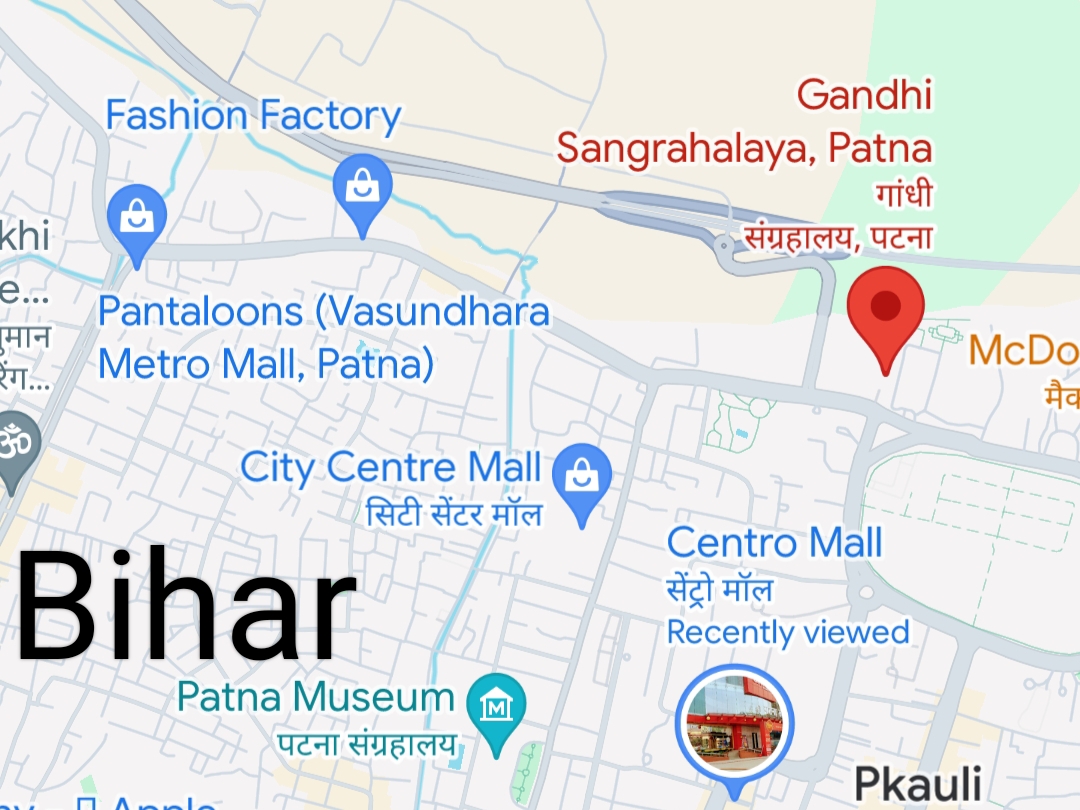 Gandhi
Sangrahalaya, Patna
गांधी
संग्रहालय, पटना
Fashion Factory
khi
e...
Pantaloons (Vasundhara
Metro Mall, Patna)
McDo
City Centre Mall
सिटी सेंटर मॉल
Centro Mall
सेंट्रो मॉल
Recently viewed
Bihar
Patna Museum
पटना संग्रहालय
Pkauli
Apple